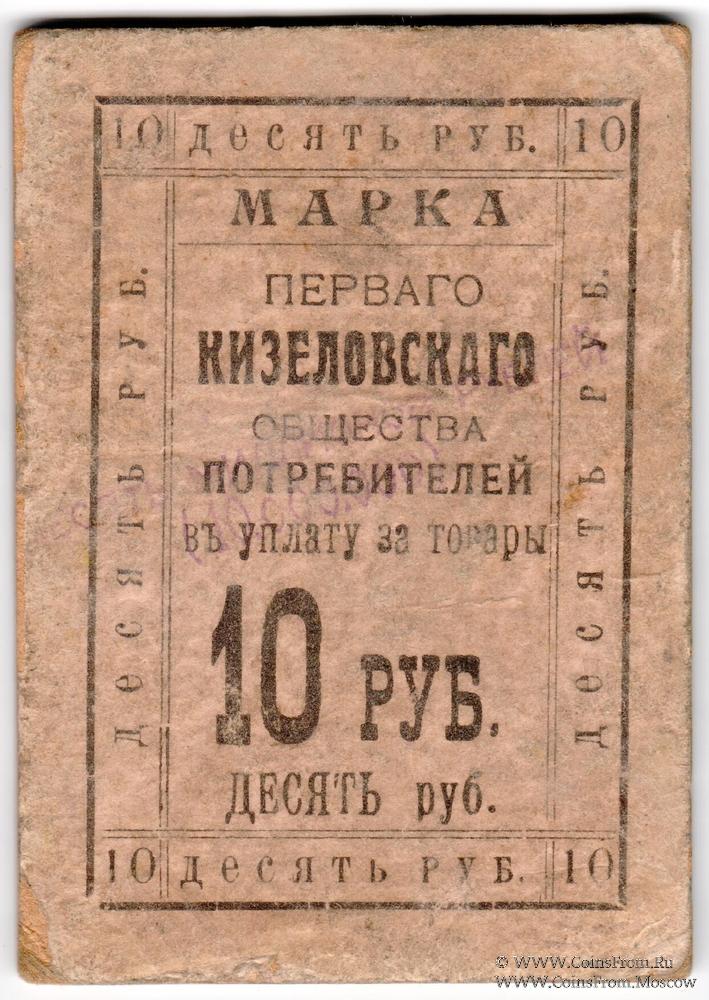 10 ДЕСЯТЬ РУБ. 10
МАРКА
ПЕРВАГО
КИЗЕЛОВСКАГО
ОБЩЕСТВА
ПОТРЕБИТЕЛЕЙ
въ уплату за товары
10 РУБ.
ДЕСЯТЬ руб.
10 десять РУБ. 10
десять РУБ.
десять РУБ.
© WWW.CoinsFrom.Ru
WWW.CoinsFrom.Moscow